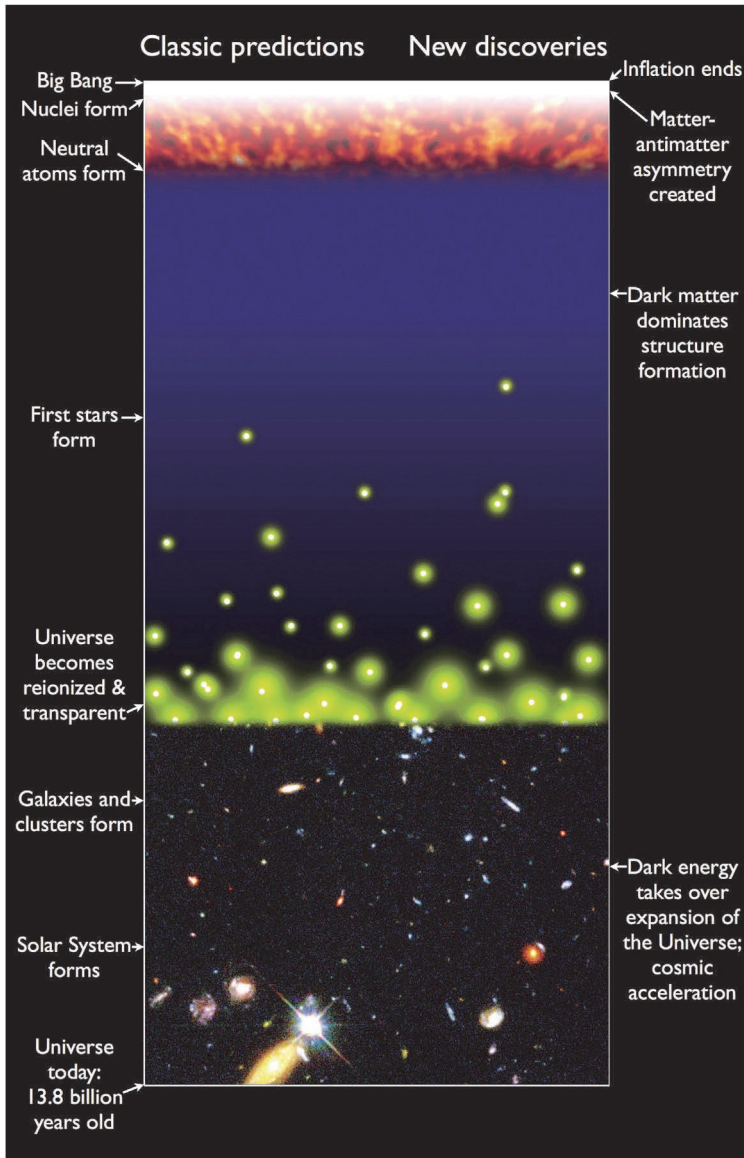 Classic predictions
New discoveries
Big Bang
Nuclei form
Neutral
atoms form
First stars
form
Universe
becomes
reionized &
transparent
Galaxies and
clusters form
Solar System
forms
Universe
today:
13.8 billion
years old
Inflation ends
Matter-
antimatter
asymmetry
created
Dark matter
dominates
structure
formation
Dark energy
takes over
expansion of
the Universe;
cosmic
acceleration